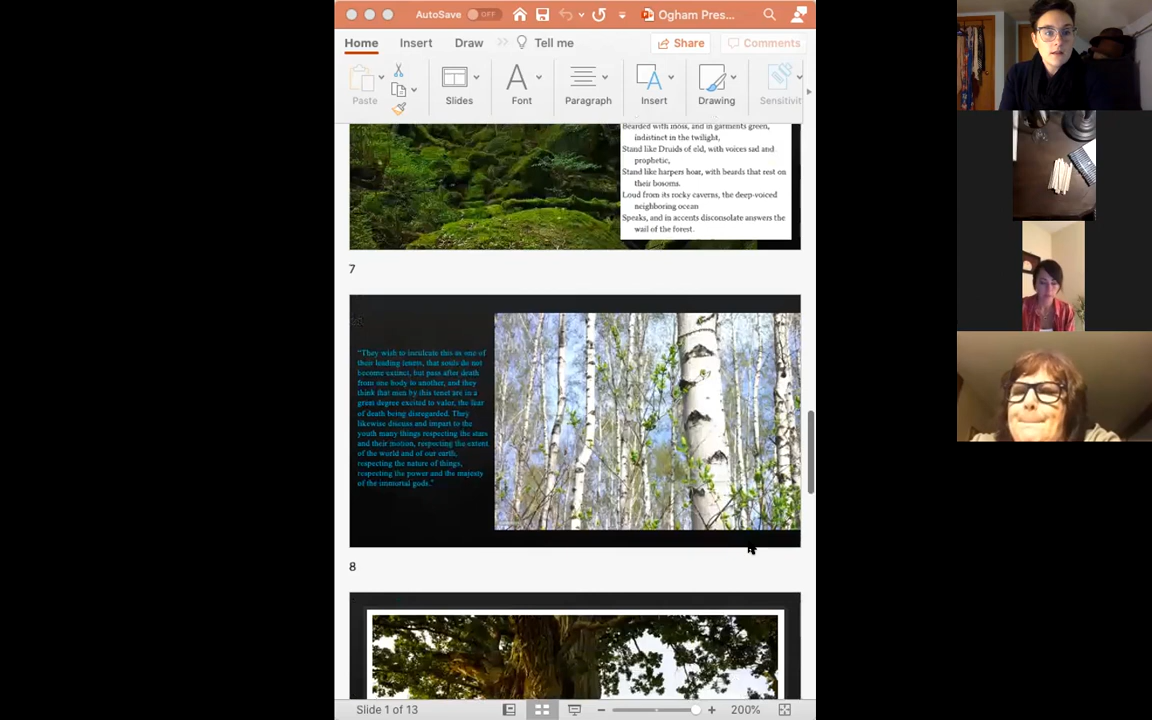 AutoSave OFF Ogham Pres...
Home Insert Draw Tell me Share Comments
Paste Slides Font Paragraph Insert Drawing Sensitivit
Bearded with moss, and in garments green,
indistinct in the twilight,
Stand like Druids of eld, with voices sad and
prophetic,
Stand like harpers hoar, with beards that rest on
their bosoms.
Loud from its rocky caverns, the deep-voiced
neighboring ocean
Speaks, and in accents disconsolate answers the
wail of the forest.
7
"They wish to inculcate this as one of
their leading tenets, that souls do not
become extinct, but pass after death
from one body to another, and they
think that men by this tenet are in a
great degree excited to valor, the fear
of death being disregarded. They
likewise discuss and impart to the
youth many things respecting the stars
and their motion, respecting the extent
of the world and of our earth,
respecting the nature of things,
respecting the power and the majesty
of the immortal gods."
8
Slide 1 of 13 200%